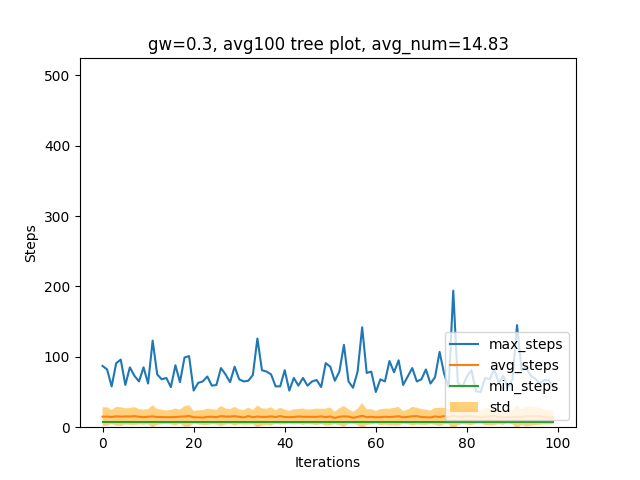 gw=0.3, avg100 tree plot, avg_num=14.83
500
400
300
200
100
0
Steps
0 20 40 60 80 100
Iterations
max_steps
avg_steps
min_steps
std